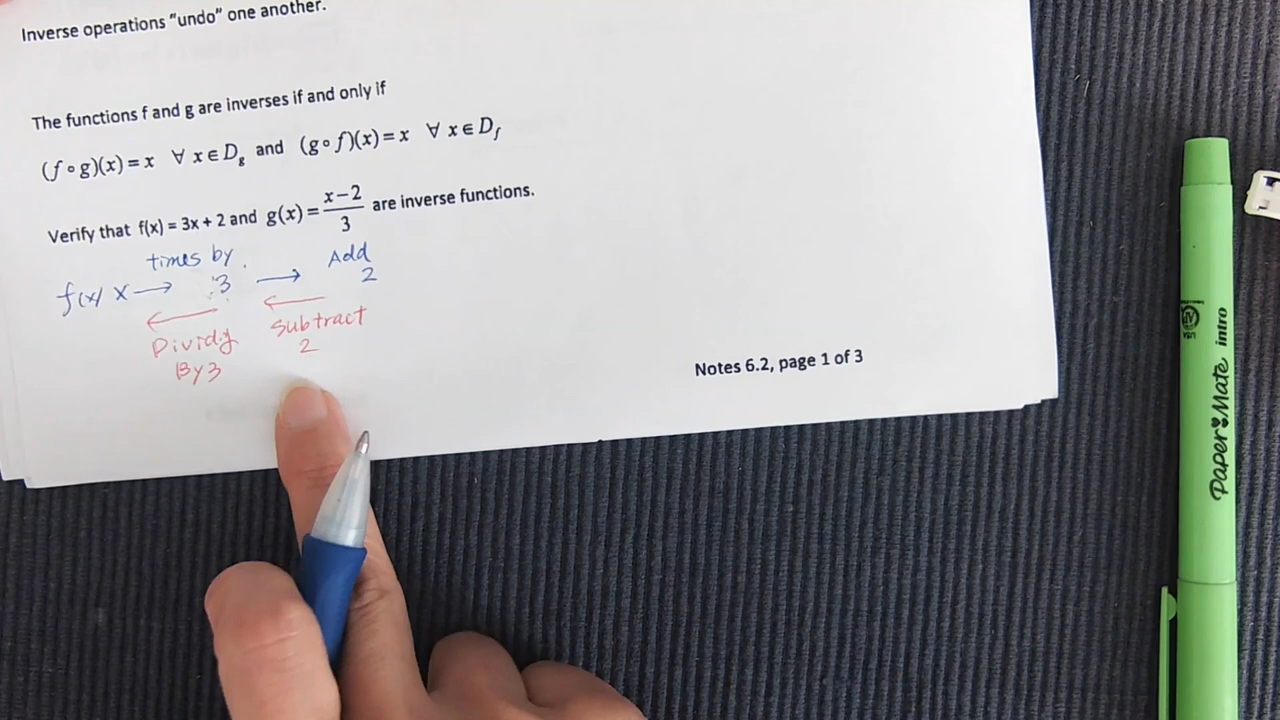 Inverse operations “undo” one another.
The functions f and g are inverses if and only if
(f∘g)(x) = x ∀ x ∈ D_g and (g∘f)(x) = x ∀ x ∈ D_f
Verify that f(x) = 3x + 2 and g(x) = (x−2)/3 are inverse functions.
times by Add
f(x) x → 3 → 2
← ←
Subtract
2
By 3
Notes 6.2, page 1 of 3
Paper Mate intro